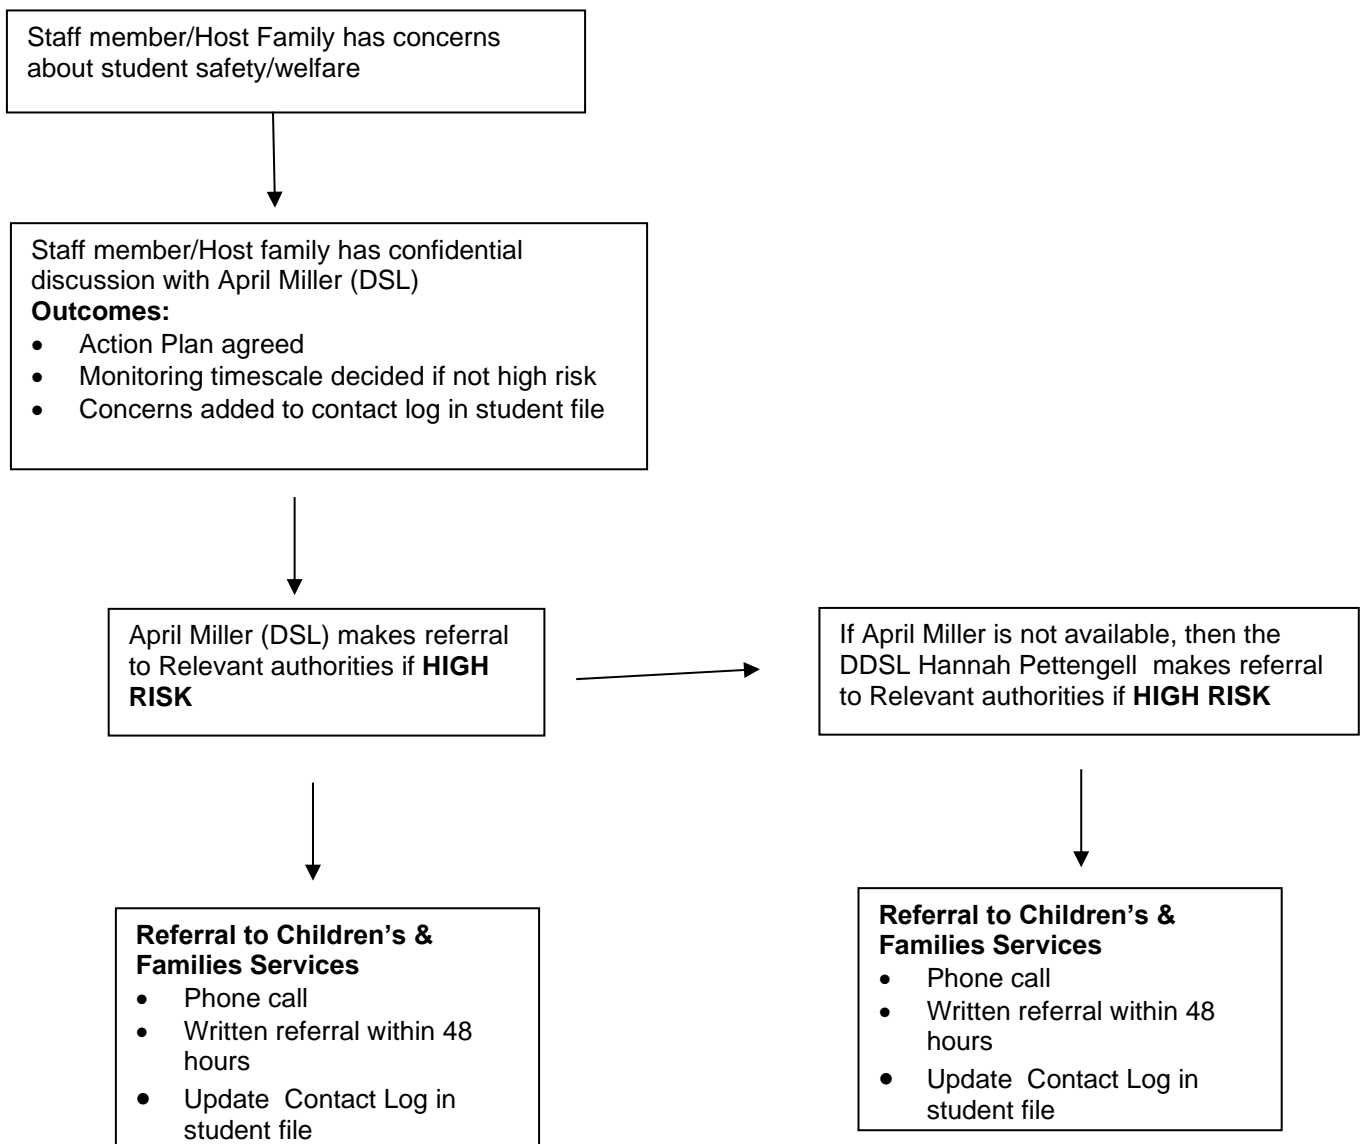 Staff member/Host Family has concerns
about student safety/welfare
Staff member/Host family has confidential
discussion with April Miller (DSL)
Outcomes:
• Action Plan agreed
• Monitoring timescale decided if not high risk
• Concerns added to contact log in student file
April Miller (DSL) makes referral
to Relevant authorities if HIGH
RISK
If April Miller is not available, then the
DDSL Hannah Pettengell makes referral
to Relevant authorities if HIGH RISK
Referral to Children’s &
Families Services
• Phone call
• Written referral within 48
hours
• Update Contact Log in
student file
Referral to Children’s &
Families Services
• Phone call
• Written referral within 48
hours
• Update Contact Log in
student file